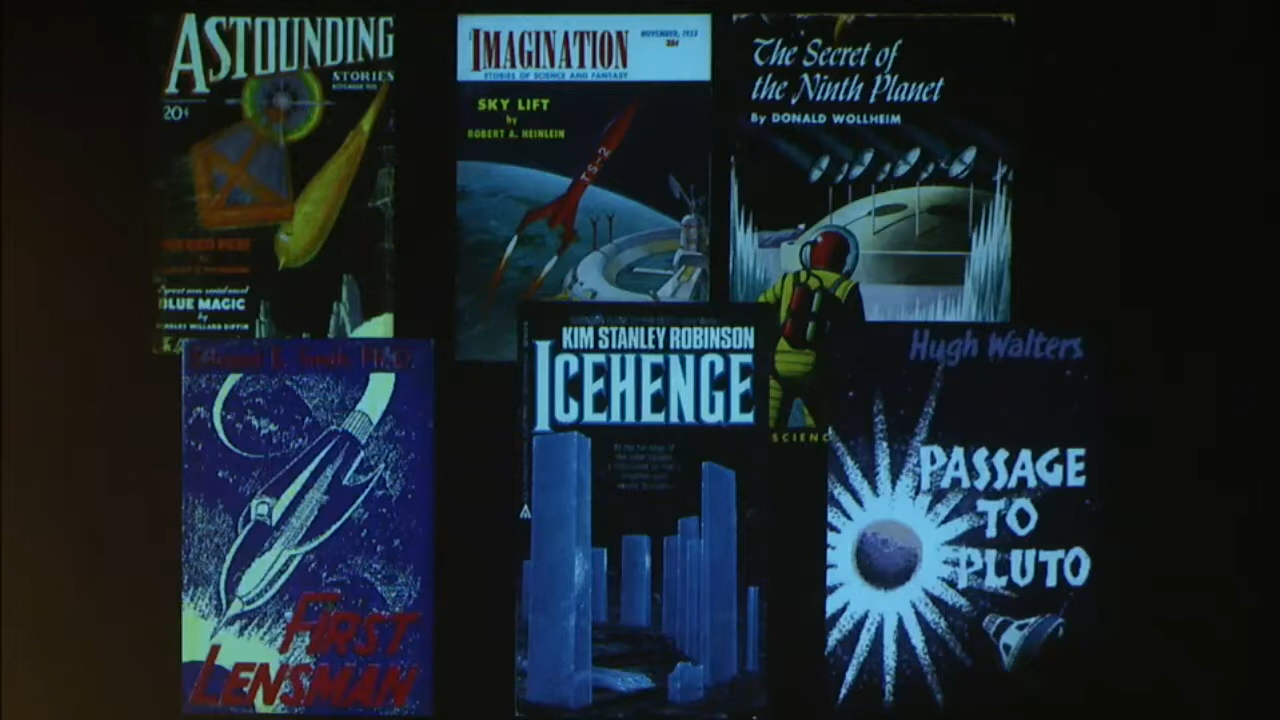 ASTOUNDING
STORIES
20¢
BLUE MAGIC
by
IMAGINATION
NOVEMBER, 1953
35¢
STORIES OF SCIENCE AND FANTASY
SKY LIFT
by
ROBERT A. HEINLEIN
TS-2
The Secret of
the Ninth Planet
By DONALD WOLLHEIM
SCIENC
FIRST
LENSMAN
KIM STANLEY ROBINSON
ICEHENGE
Hugh Walters
PASSAGE
TO
PLUTO